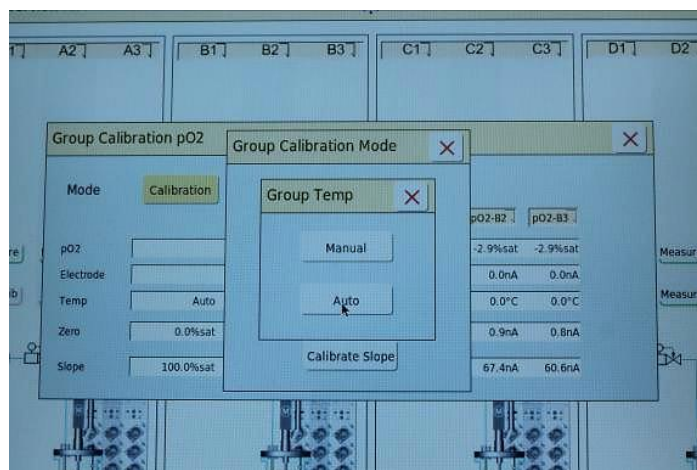 A2 A3 B1 B2 B3 C1 C2 C3 D1 D2
Group Calibration pO2
Group Calibration Mode
Mode Calibration
Group Temp
pO2-B2 pO2-B3
Manual
pO2 -2.9%sat -2.9%sat
Measur
Electrode 0.0nA 0.0nA
Temp Auto Auto 0.0°C 0.0°C
Measur
Zero 0.0%sat 0.9nA 0.8nA
Calibrate Slope
Slope 100.0%sat 67.4nA 60.6nA